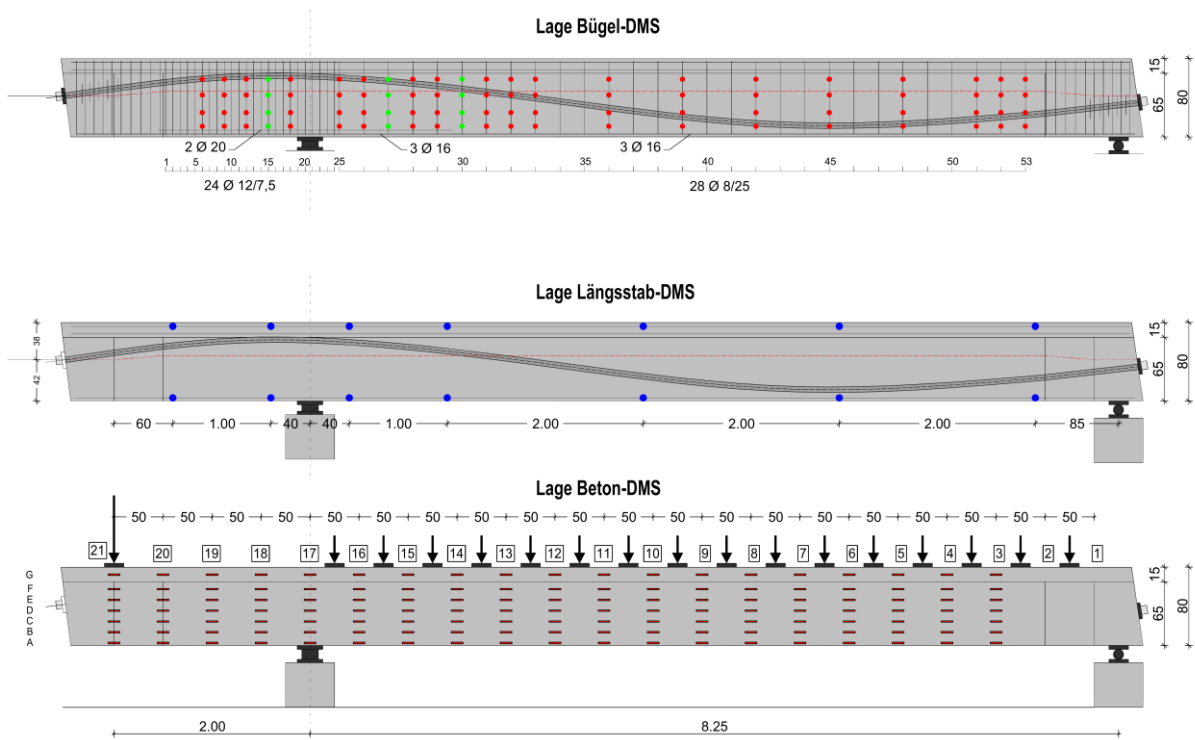 Lage Bügel-DMS
15
65
80
2 Ø 20
3 Ø 16
3 Ø 16
1 5 10 15 20 25 30 35 40 45 50 53
24 Ø 12/7,5
28 Ø 8/25
Lage Längsstab-DMS
38
42
15
65
80
60 1.00 40 40 1.00 2.00 2.00 2.00 85
Lage Beton-DMS
50 50 50 50 50 50 50 50 50 50 50 50 50 50 50 50 50 50 50 50
21 20 19 18 17 16 15 14 13 12 11 10 9 8 7 6 5 4 3 2 1
G
F
E
D
C
B
A
15
65
80
2.00 8.25